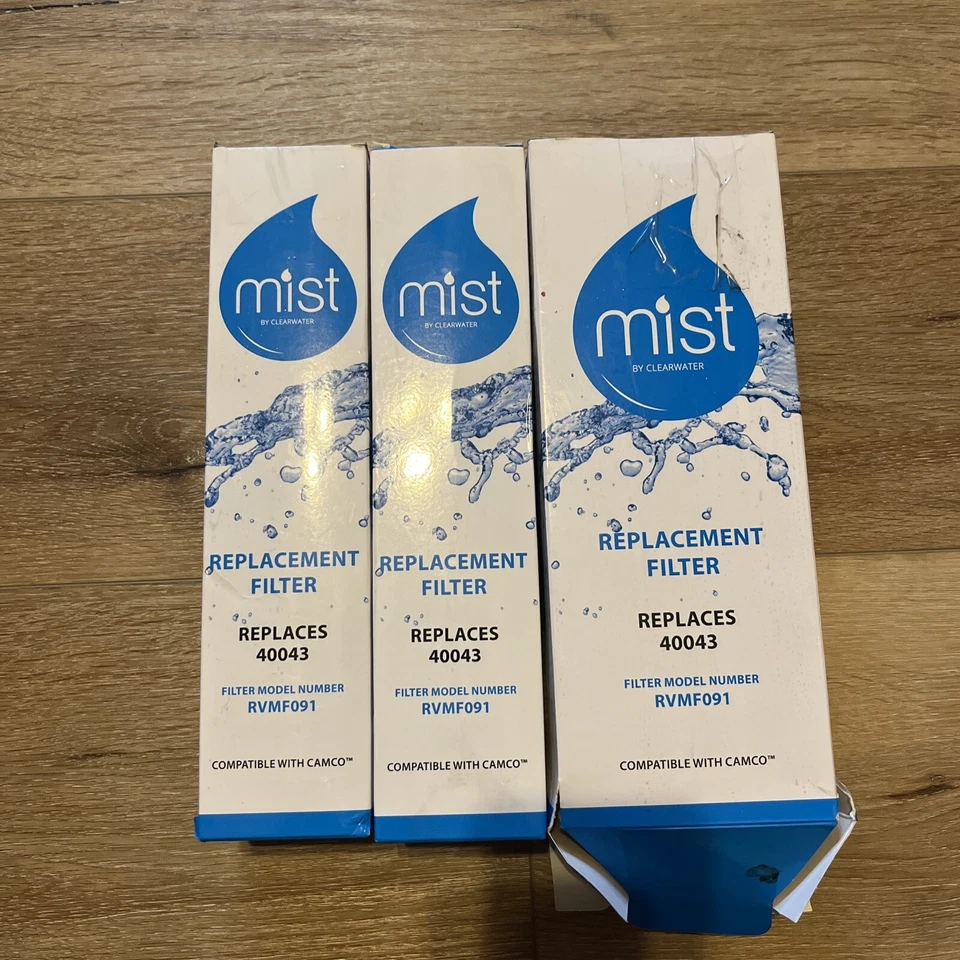 mist
BY CLEARWATER
REPLACEMENT
FILTER
REPLACES
40043
FILTER MODEL NUMBER
RVMF091
COMPATIBLE WITH CAMCO™
mist
BY CLEARWATER
REPLACEMENT
FILTER
REPLACES
40043
FILTER MODEL NUMBER
RVMF091
COMPATIBLE WITH CAMCO™
mist
BY CLEARWATER
REPLACEMENT
FILTER
REPLACES
40043
FILTER MODEL NUMBER
RVMF091
COMPATIBLE WITH CAMCO™